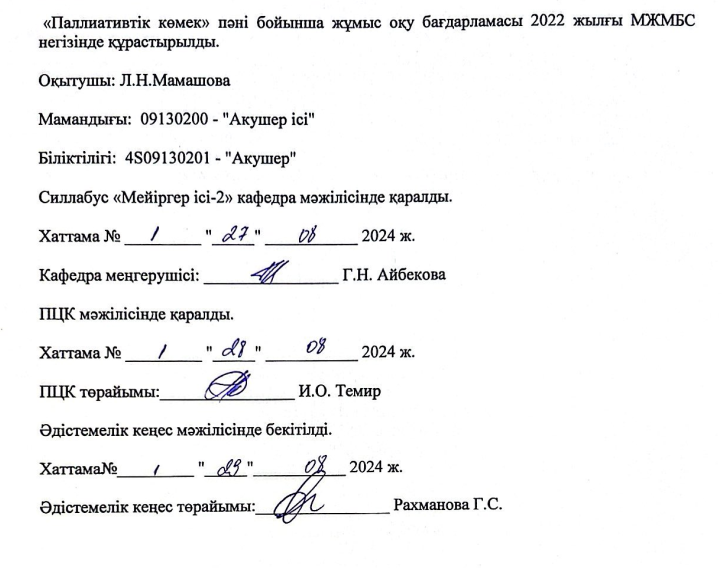 «Паллиативтік көмек» пәні бойынша жұмыс оқу бағдарламасы 2022 жылғы МЖМБС
негізінде құрастырылды.
Оқытушы: Л.Н.Мамашова
Мамандығы: 09130200 - "Акушер ісі"
Біліктілігі: 4S09130201 - "Акушер"
Силлабус «Мейіргер ісі-2» кафедра мәжілісінде қаралды.
Хаттама № 1 "27" 08 2024 ж.
Кафедра меңгерушісі: Г.Н. Айбекова
ПЦК мәжілісінде қаралды.
Хаттама № 1 "28" 08 2024 ж.
ПЦК төрайымы: И.О. Темир
Әдістемелік кеңес мәжілісінде бекітілді.
Хаттама№ 1 "29" 08 2024 ж.
Әдістемелік кеңес төрайымы: Рахманова Г.С.